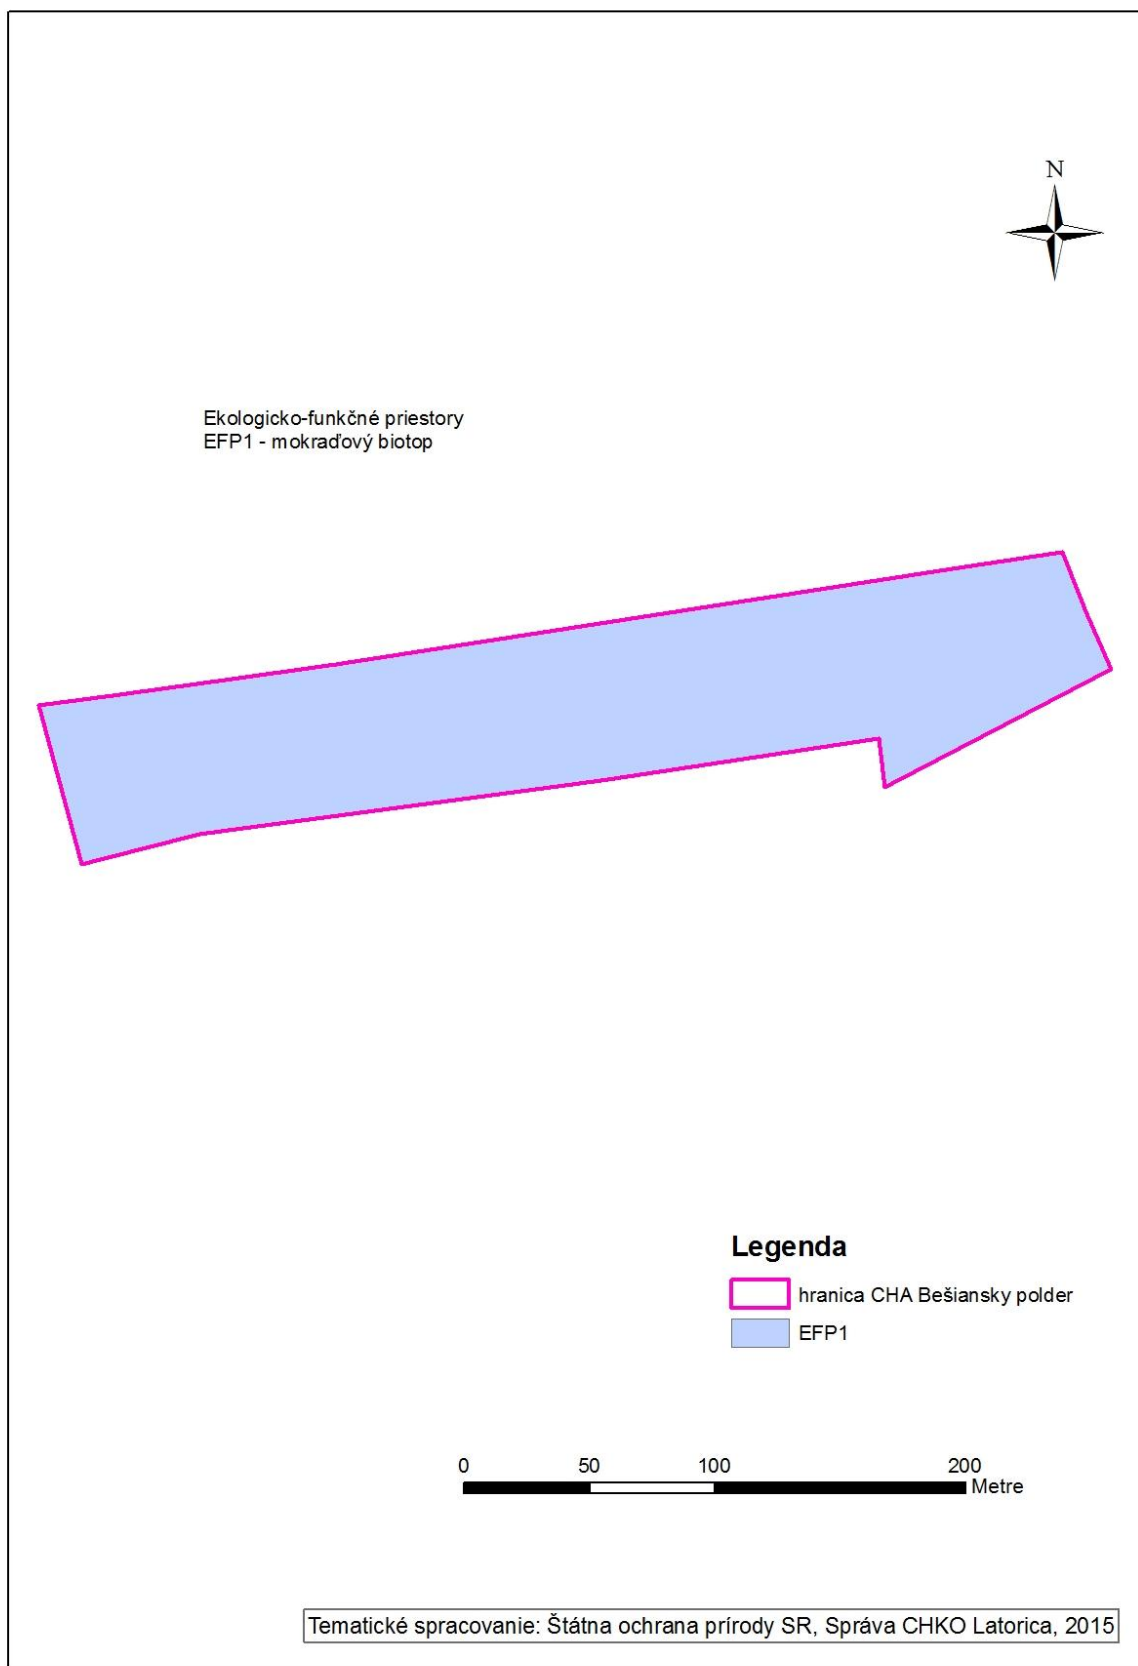 N
Ekologicko-funkčné priestory
EFP1 - mokraďový biotop
Legenda
hranica CHA Bešiansky polder
EFP1
0 50 100 200
Metre
Tematické spracovanie: Štátna ochrana prírody SR, Správa CHKO Latorica, 2015